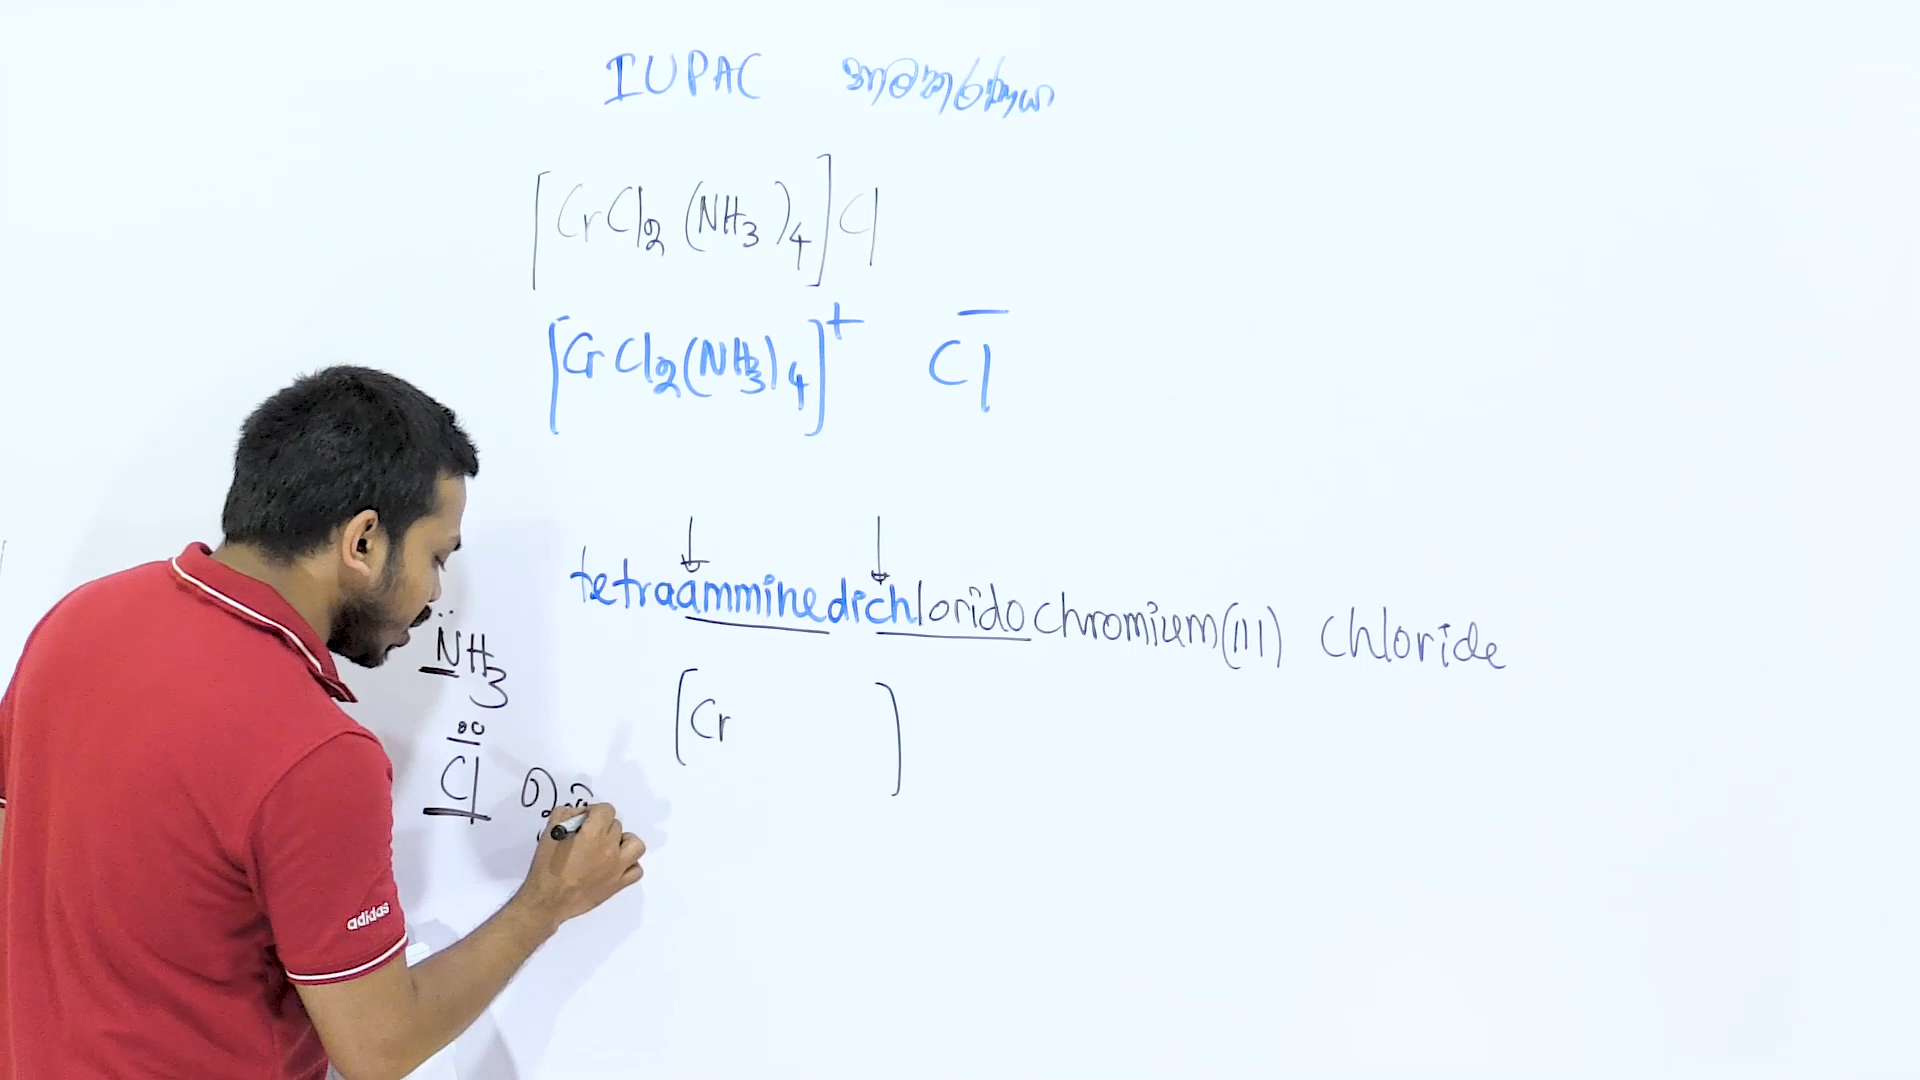 IUPAC නාමකරණය
[CrCl₂(NH₃)₄]Cl
[CrCl₂(NH₃)₄]⁺ Cl⁻
tetraamminedichloridochromium(III) chloride
NH₃
[Cr ]
Cl
adidas